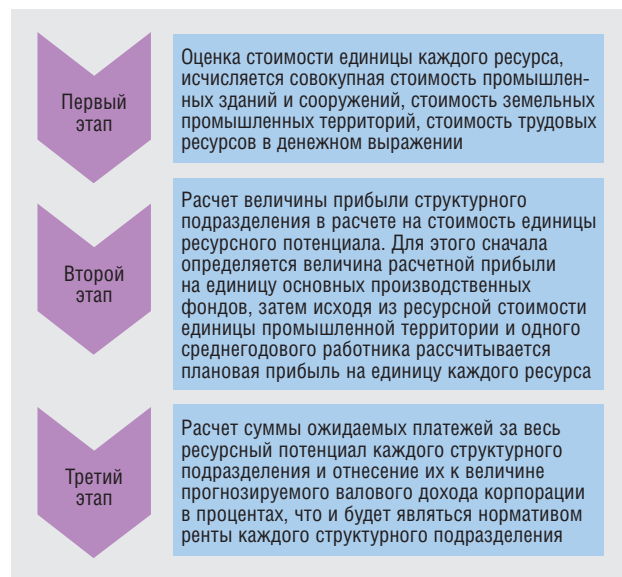 Первый
этап
Оценка стоимости единицы каждого ресурса,
исчисляется совокупная стоимость промышлен-
ных зданий и сооружений, стоимость земельных
промышленных территорий, стоимость трудовых
ресурсов в денежном выражении
Второй
этап
Расчет величины прибыли структурного
подразделения в расчете на стоимость единицы
ресурсного потенциала. Для этого сначала
определяется величина расчетной прибыли
на единицу основных производственных
фондов, затем исходя из ресурсной стоимости
единицы промышленной территории и одного
среднегодового работника рассчитывается
плановая прибыль на единицу каждого ресурса
Третий
этап
Расчет суммы ожидаемых платежей за весь
ресурсный потенциал каждого структурного
подразделения и отнесение их к величине
прогнозируемого валового дохода корпорации
в процентах, что и будет являться нормативом
ренты каждого структурного подразделения